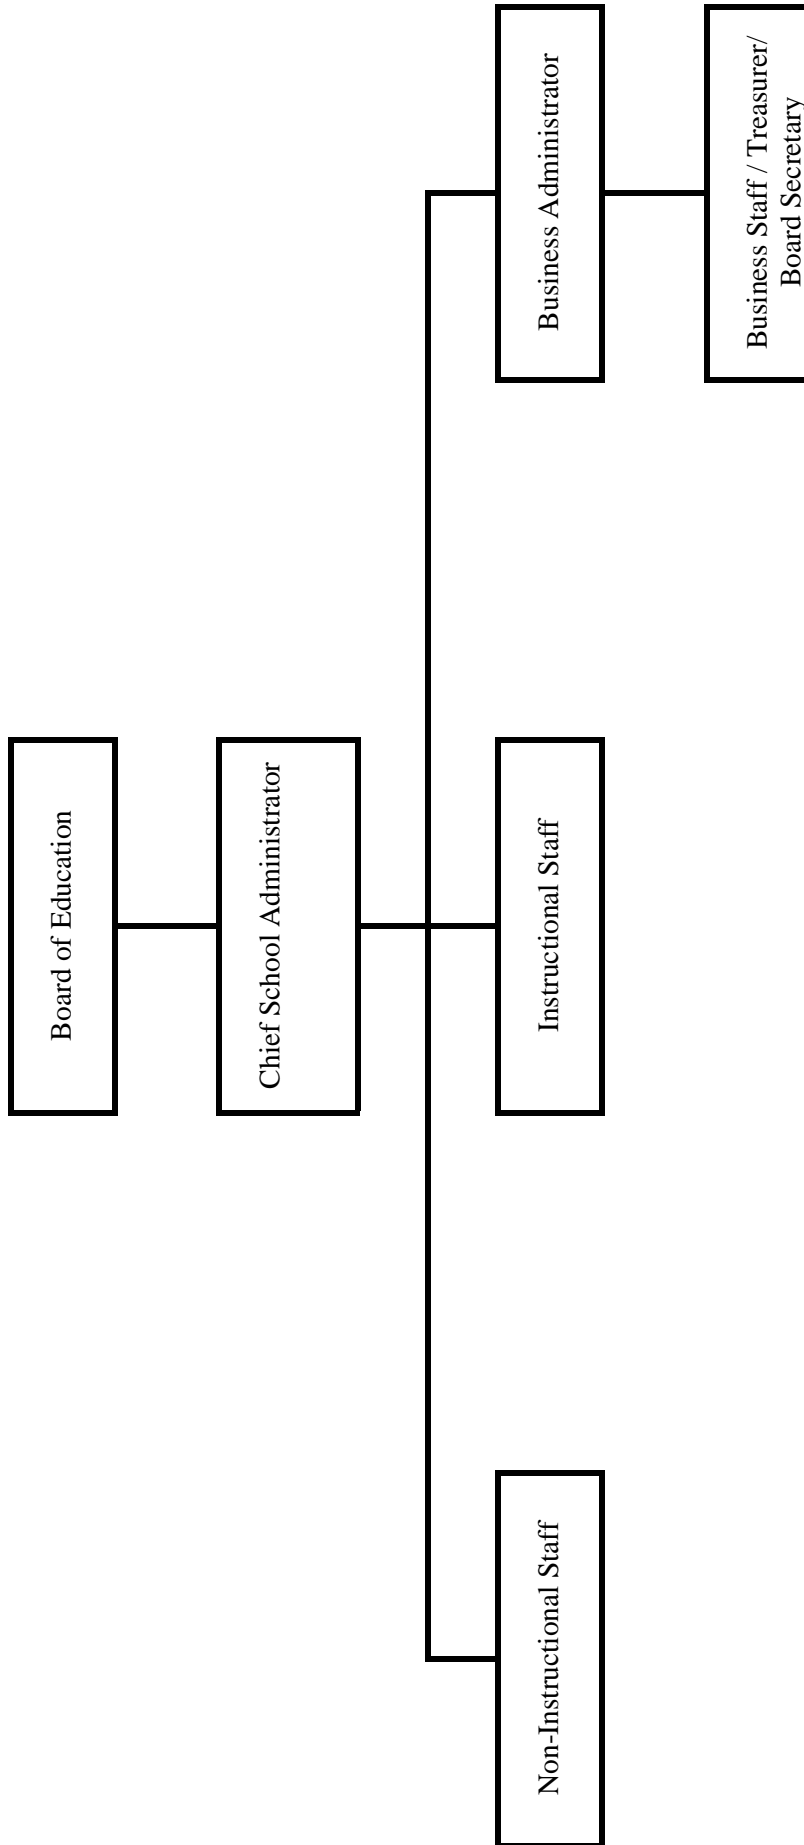 Board of Education
Chief School Administrator
Non-Instructional Staff
Instructional Staff
Business Administrator
Business Staff / Treasurer/
Board Secretary